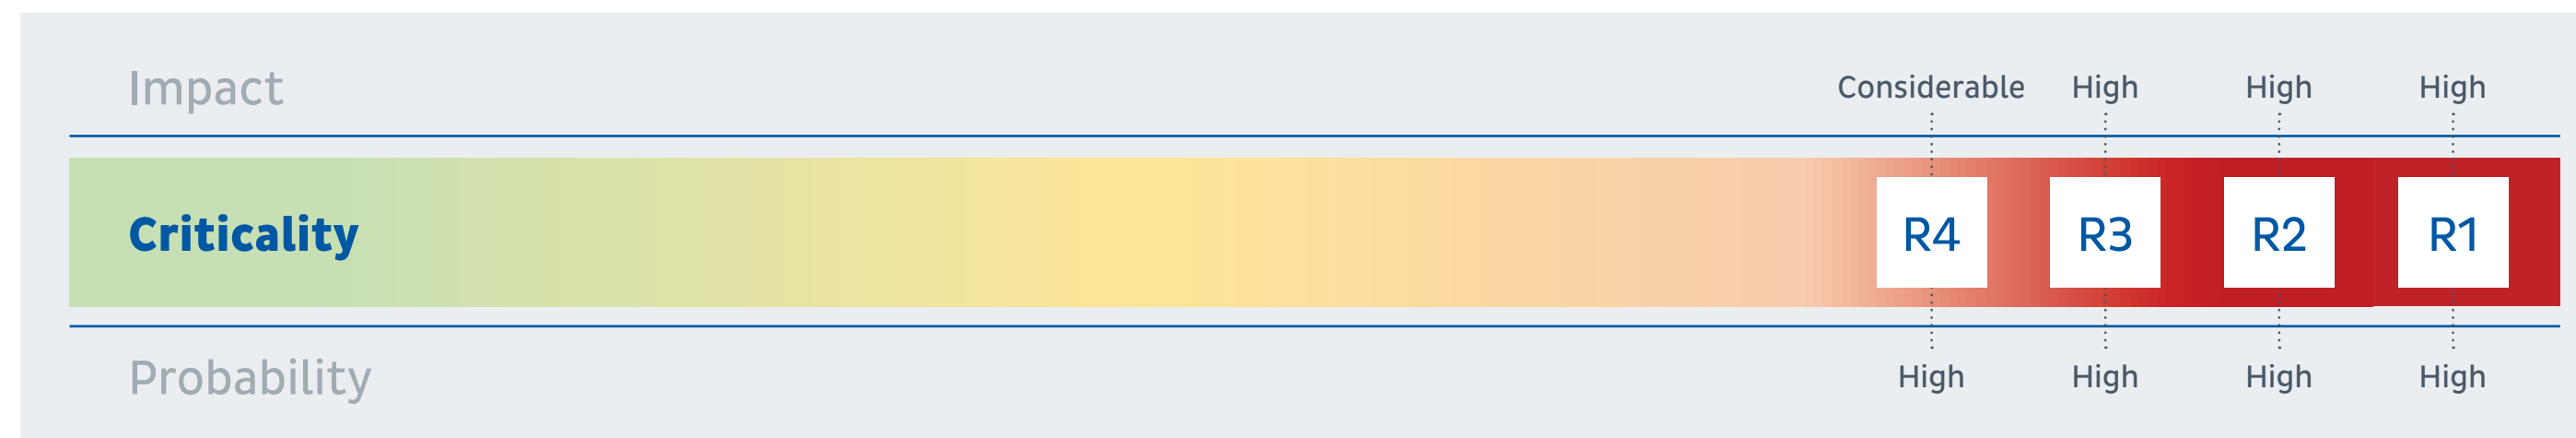 Impact Considerable High High High
Criticality R4 R3 R2 R1
Probability High High High High